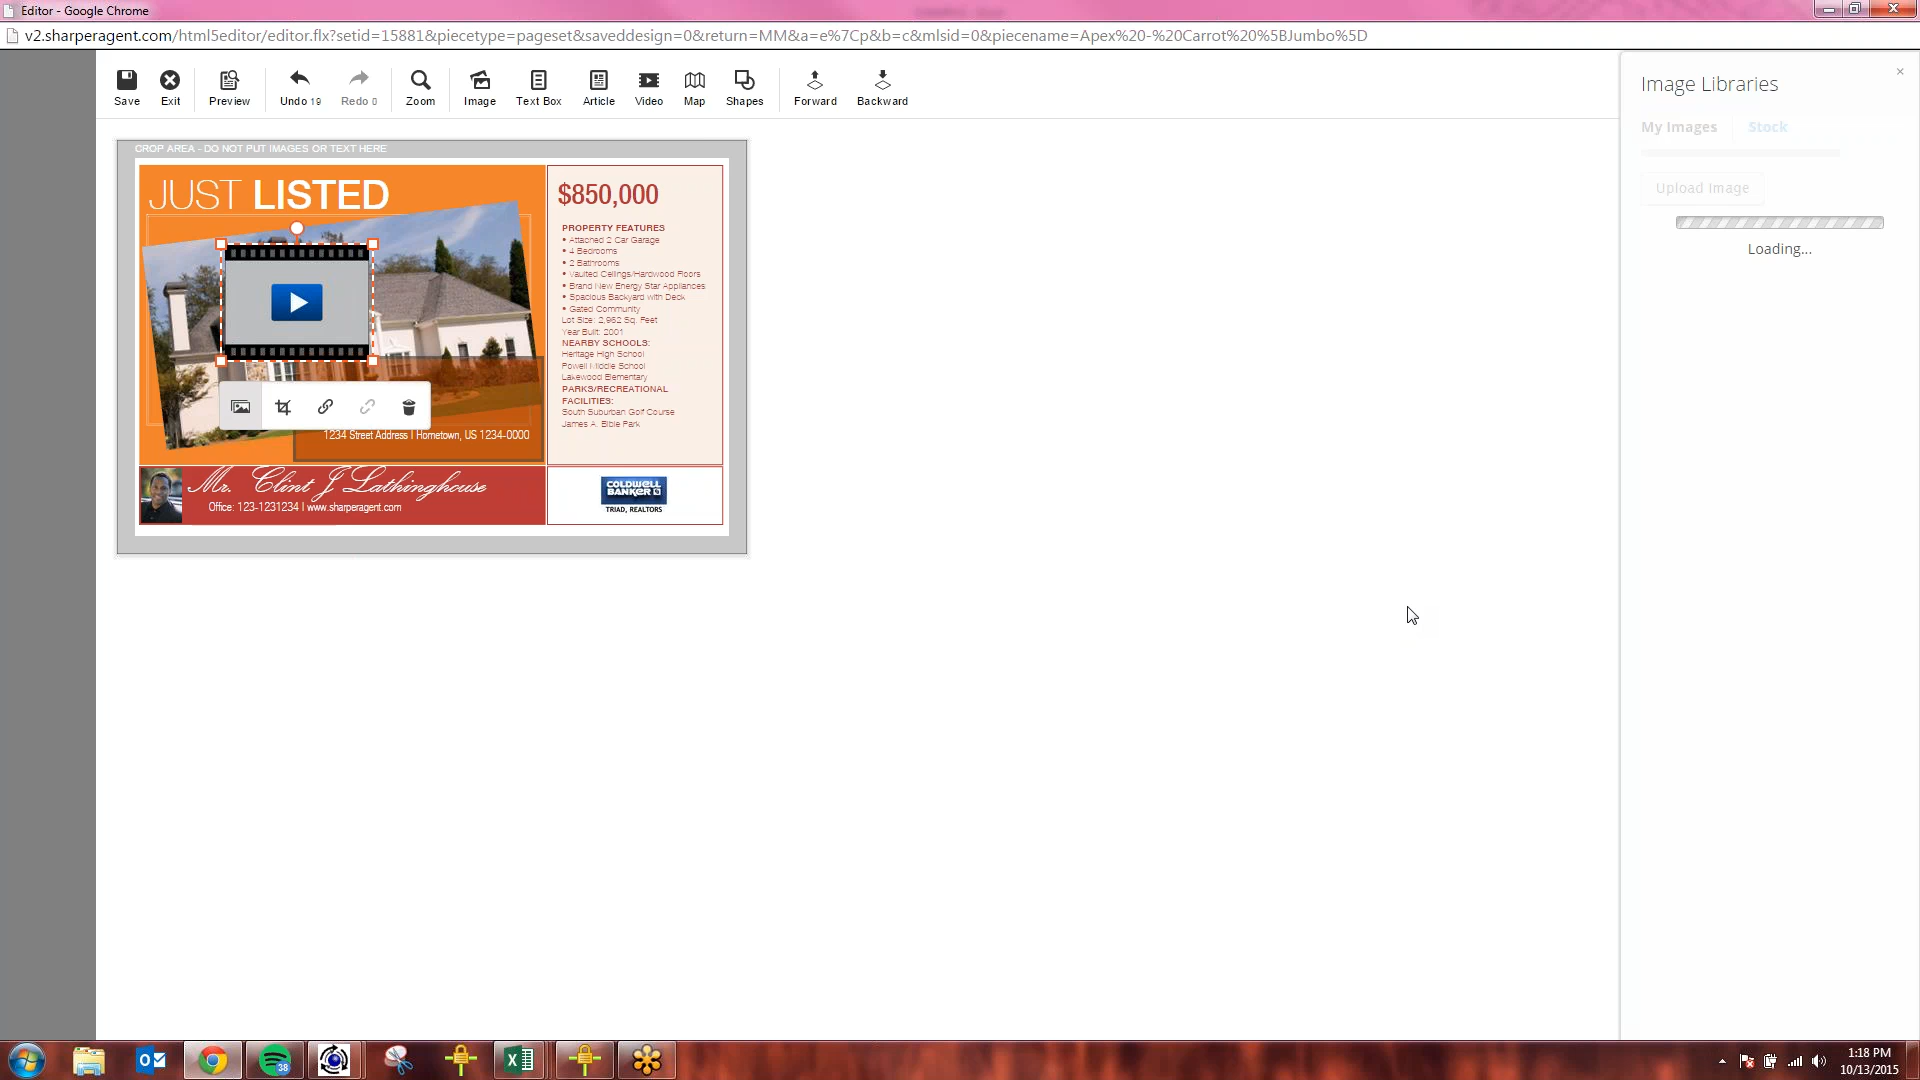 Editor - Google Chrome
v2.sharperagent.com/html5editor/editor.flx?setid=15881&piecetype=pageset&saveddesign=0&return=MM&a=e%7Cp&b=c&mlsid=0&piecename=Apex%20-%20Carrot%20%5BJumbo%5D
Save Exit Preview Undo 19 Redo 0 Zoom Image Text Box Article Video Map Shapes Forward Backward
Image Libraries
My Images Stock
Upload Image
Loading...
CROP AREA - DO NOT PUT IMAGES OR TEXT HERE
JUST LISTED
$850,000
PROPERTY FEATURES
• Attached 2 Car Garage
• 4 Bedrooms
• 2 Bathrooms
• Vaulted Ceilings/Hardwood Floors
• Brand New Energy Star Appliances
• Spacious Backyard with Deck
• Gated Community
Lot Size: 2,962 Sq. Feet
Year Built: 2001
NEARBY SCHOOLS:
Heritage High School
Powell Middle School
Lakewood Elementary
PARKS/RECREATIONAL
FACILITIES:
South Suburban Golf Course
James A. Bible Park
1234 Street Address | Hometown, US 1234-0000
Mr. Clint J Lathinghouse
Office: 123-1231234 | www.sharperagent.com
COLDWELL
BANKER
TRIAD, REALTORS
38
1:18 PM
10/13/2015